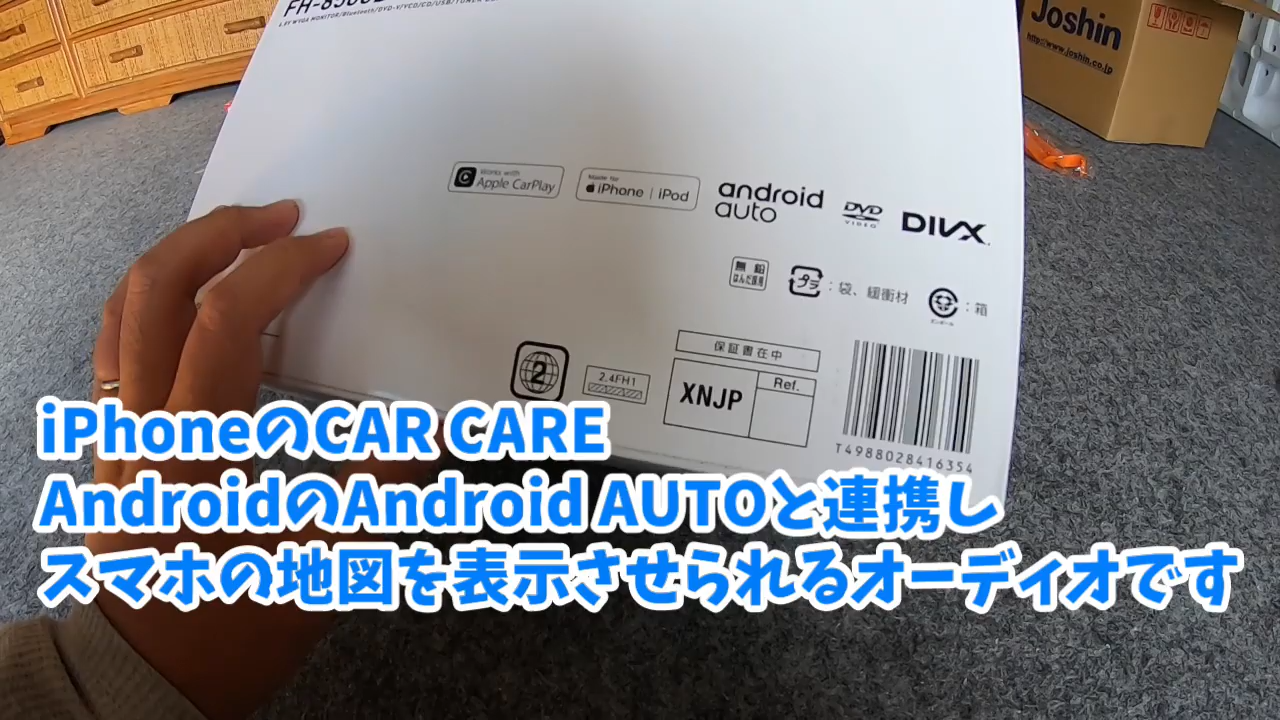 Joshin
http://www.joshin.co.jp
Works with
Apple CarPlay
Made for
iPhone | iPod
android
auto
DVD
VIDEO
DIVX
無鉛
はんだ採用
プラ
：袋、緩衝材
：箱
保証書在中
2
2.4FH1
XNJP
Ref.
T4988028416354
iPhoneのCAR CARE
AndroidのAndroid AUTOと連携し
スマホの地図を表示させられるオーディオです